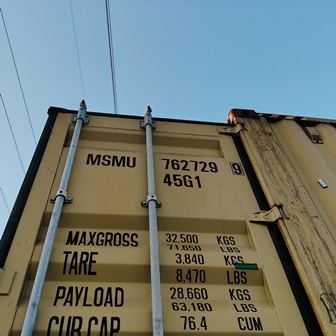 MSMU 762729 9
45G1
MAXGROSS 32.500 KGS
71.650 LBS
TARE 3.840 KGS
8,470 LBS
PAYLOAD 28.660 KGS
63,180 LBS
CUB.CAP. 76.4 CUM